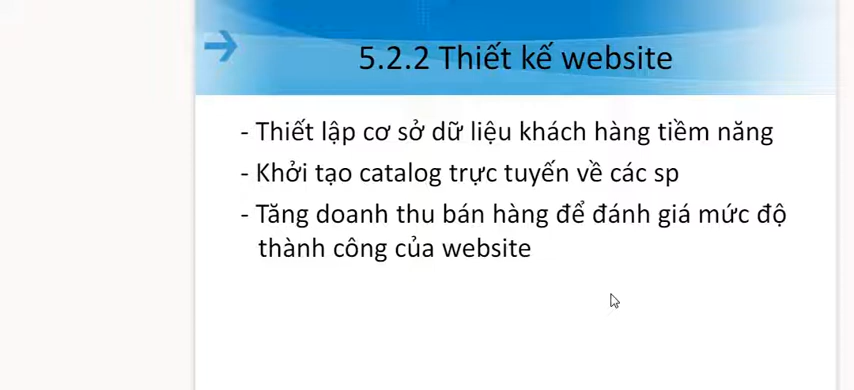 5.2.2 Thiết kế website
- Thiết lập cơ sở dữ liệu khách hàng tiềm năng
- Khởi tạo catalog trực tuyến về các sp
- Tăng doanh thu bán hàng để đánh giá mức độ
thành công của website